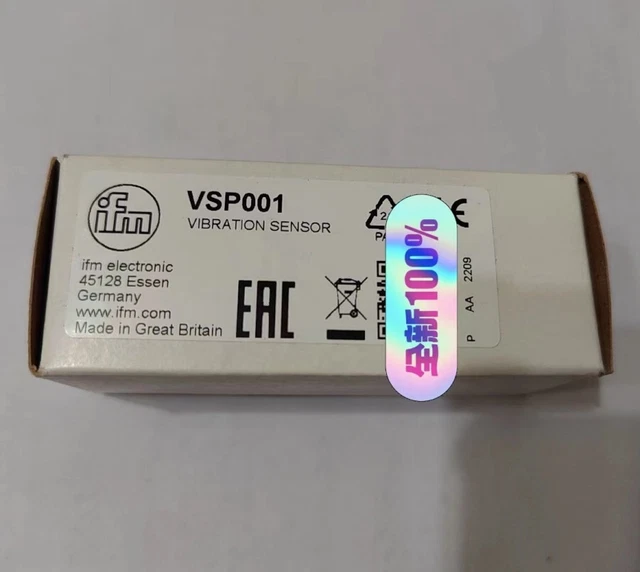 ifm
VSP001
VIBRATION SENSOR
ifm electronic
45128 Essen
Germany
www.ifm.com
Made in Great Britain
EAC
CE
全新100%
P AA 2209